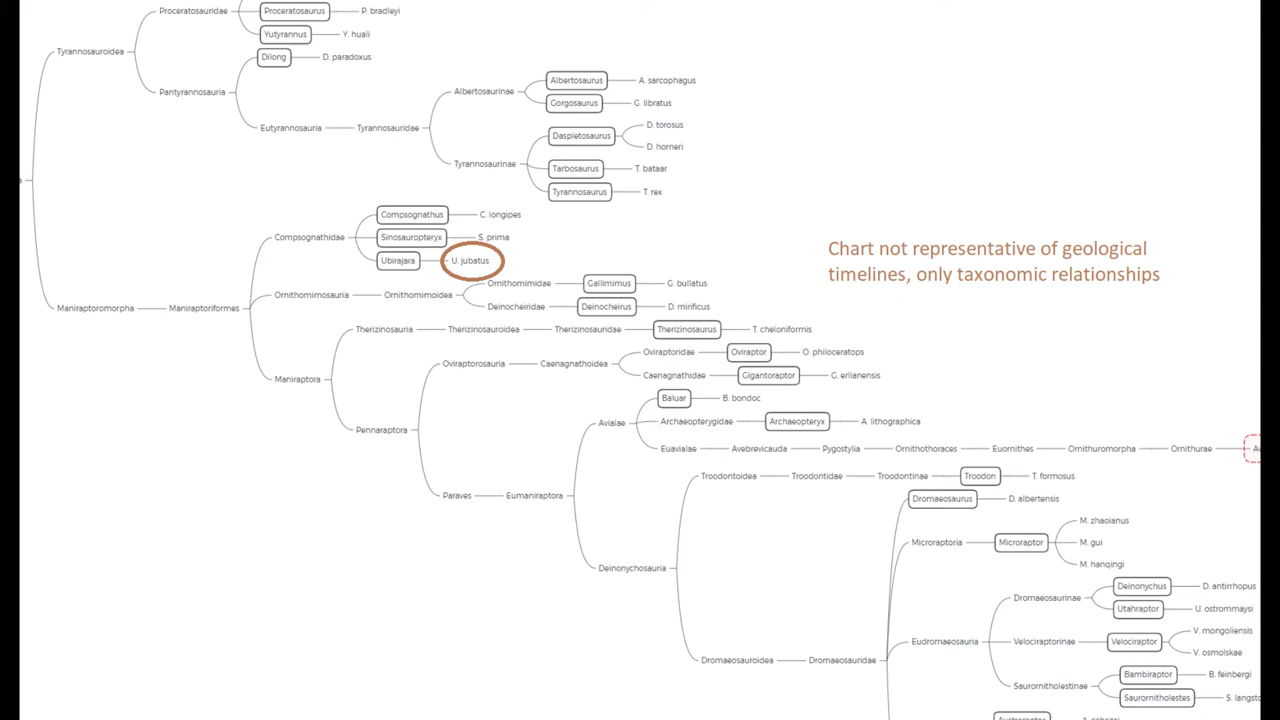 Proceratosauridae
Proceratosaurus
P. bradleyi
Yutyrannus
Y. huali
Tyrannosauroidea
Dilong
D. paradoxus
Pantyrannosauria
Albertosaurus
A. sarcophagus
Albertosaurinae
Gorgosaurus
G. libratus
Eutyrannosauria
Tyrannosauridae
D. torosus
Daspletosaurus
D. horneri
Tyrannosaurinae
Tarbosaurus
T. bataar
Tyrannosaurus
T. rex
a
Compsognathus
C. longipes
Compsognathidae
Sinosauropteryx
S. prima
Ubirajara
U. jubatus
Chart not representative of geological
timelines, only taxonomic relationships
Ornithomimosauria
Ornithomimoidea
Ornithomimidae
Gallimimus
G. bullatus
Deinocheiridae
Deinocheirus
D. mirificus
Maniraptoromorpha
Maniraptoriformes
Therizinosauria
Therizinosauroidea
Therizinosauridae
Therizinosaurus
T. cheloniformis
Oviraptoridae
Oviraptor
O. philoceratops
Oviraptorosauria
Caenagnathoidea
Caenagnathidae
Gigantoraptor
G. erlianensis
Maniraptora
Baluar
B. bondoc
Avialae
Archaeopterygidae
Archaeopteryx
A. lithographica
Pennaraptora
Euavialae
Avebrevicauda
Pygostylia
Ornithothoraces
Euornithes
Ornithuromorpha
Ornithurae
Av
Troodontoidea
Troodontidae
Troodontinae
Troodon
T. formosus
Paraves
Eumaniraptora
Dromaeosaurus
D. albertensis
M. zhaoianus
Microraptoria
Microraptor
M. gui
M. hanqingi
Deinonychosauria
Deinonychus
D. antirrhopus
Dromaeosaurinae
Utahraptor
U. ostrommaysi
V. mongoliensis
Eudromaeosauria
Velociraptorinae
Velociraptor
V. osmolskae
Dromaeosauroidea
Dromaeosauridae
Bambiraptor
B. feinbergi
Saurornitholestinae
Saurornitholestes
S. langsto